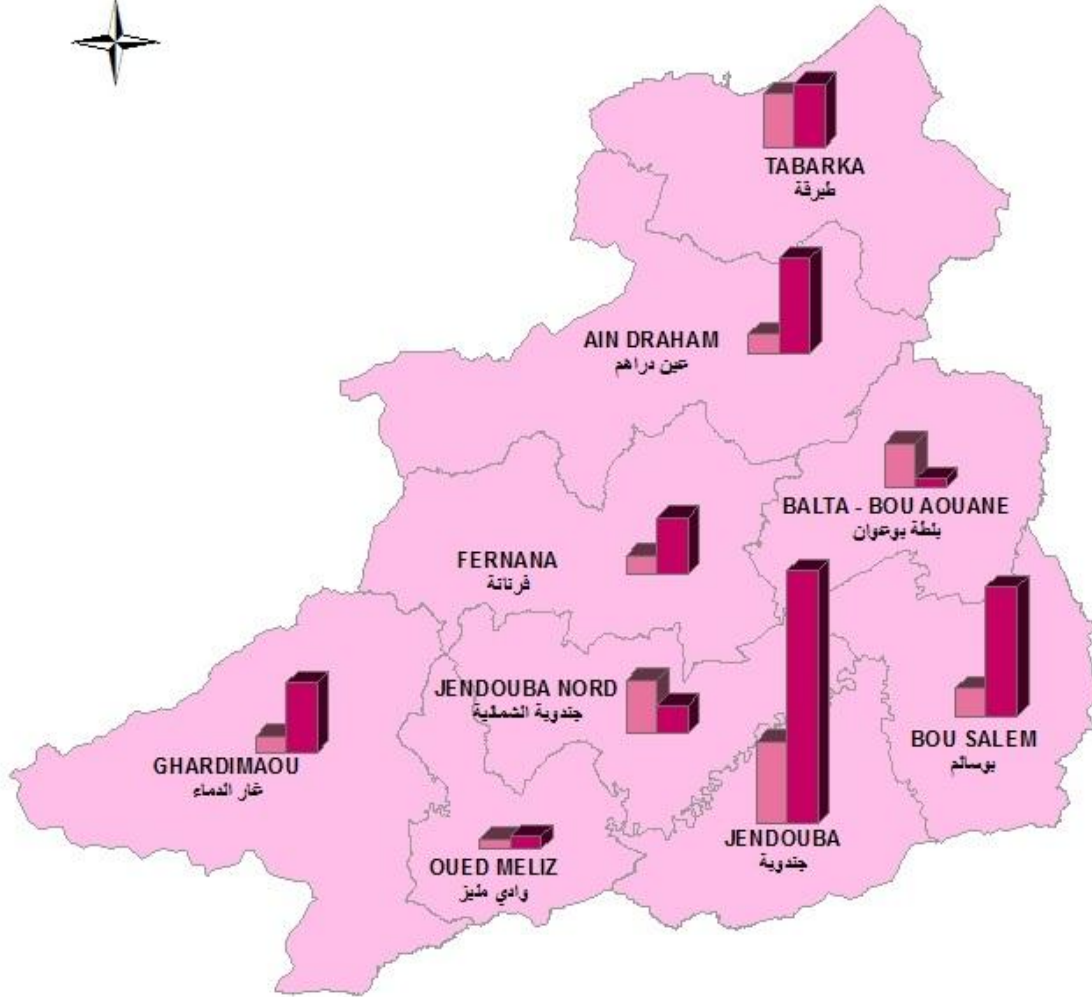 TABARKA
طبرقة
AIN DRAHAM
عين دراهم
BALTA - BOU AOUANE
بلطة بوعوان
FERNANA
فرنانة
JENDOUBA NORD
جندوبة الشمالية
BOU SALEM
بوسالم
GHARDIMAOU
غار الدماء
JENDOUBA
جندوبة
OUED MELIZ
وادي مليز